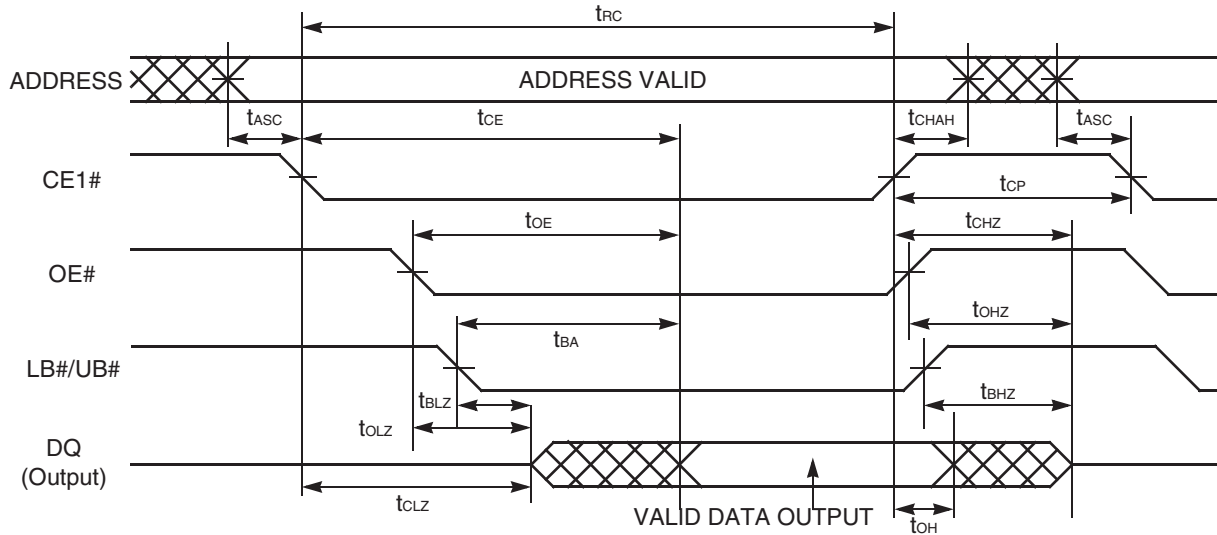 tRC
ADDRESS
ADDRESS VALID
tASC
tCE
tCHAH
tASC
CE1#
tCP
tOE
tCHZ
OE#
tOHZ
tBA
LB#/UB#
tBLZ
tBHZ
tOLZ
DQ
(Output)
tCLZ
VALID DATA OUTPUT
tOH